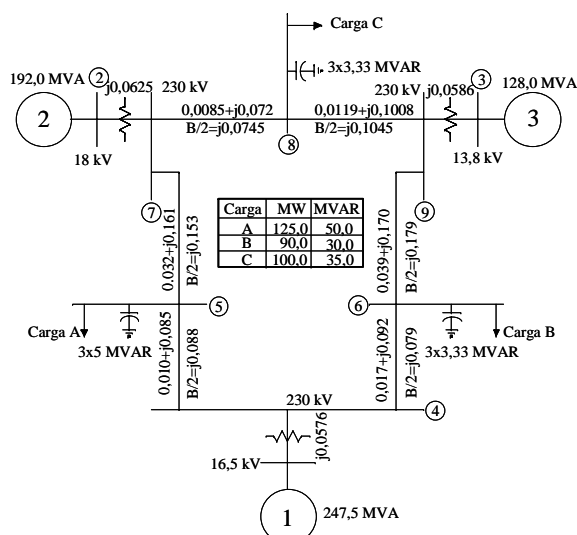 Carga C
3x3,33 MVAR
192,0 MVA
2
j0,0625
230 kV
0,0085+j0,072
B/2=j0,0745
8
0,0119+j0,1008
B/2=j0,1045
230 kV
j0,0586
3
128,0 MVA
2
18 kV
3
13,8 kV
7
9
0,032+j0,161
B/2=j0,153
Carga MW MVAR
A 125,0 50,0
B 90,0 30,0
C 100,0 35,0
0,039+j0,170
B/2=j0,179
5
6
Carga A
3x5 MVAR
0,010+j0,085
B/2=j0,088
0,017+j0,092
B/2=j0,079
3x3,33 MVAR
Carga B
230 kV
4
j0,0576
16,5 kV
1
247,5 MVA